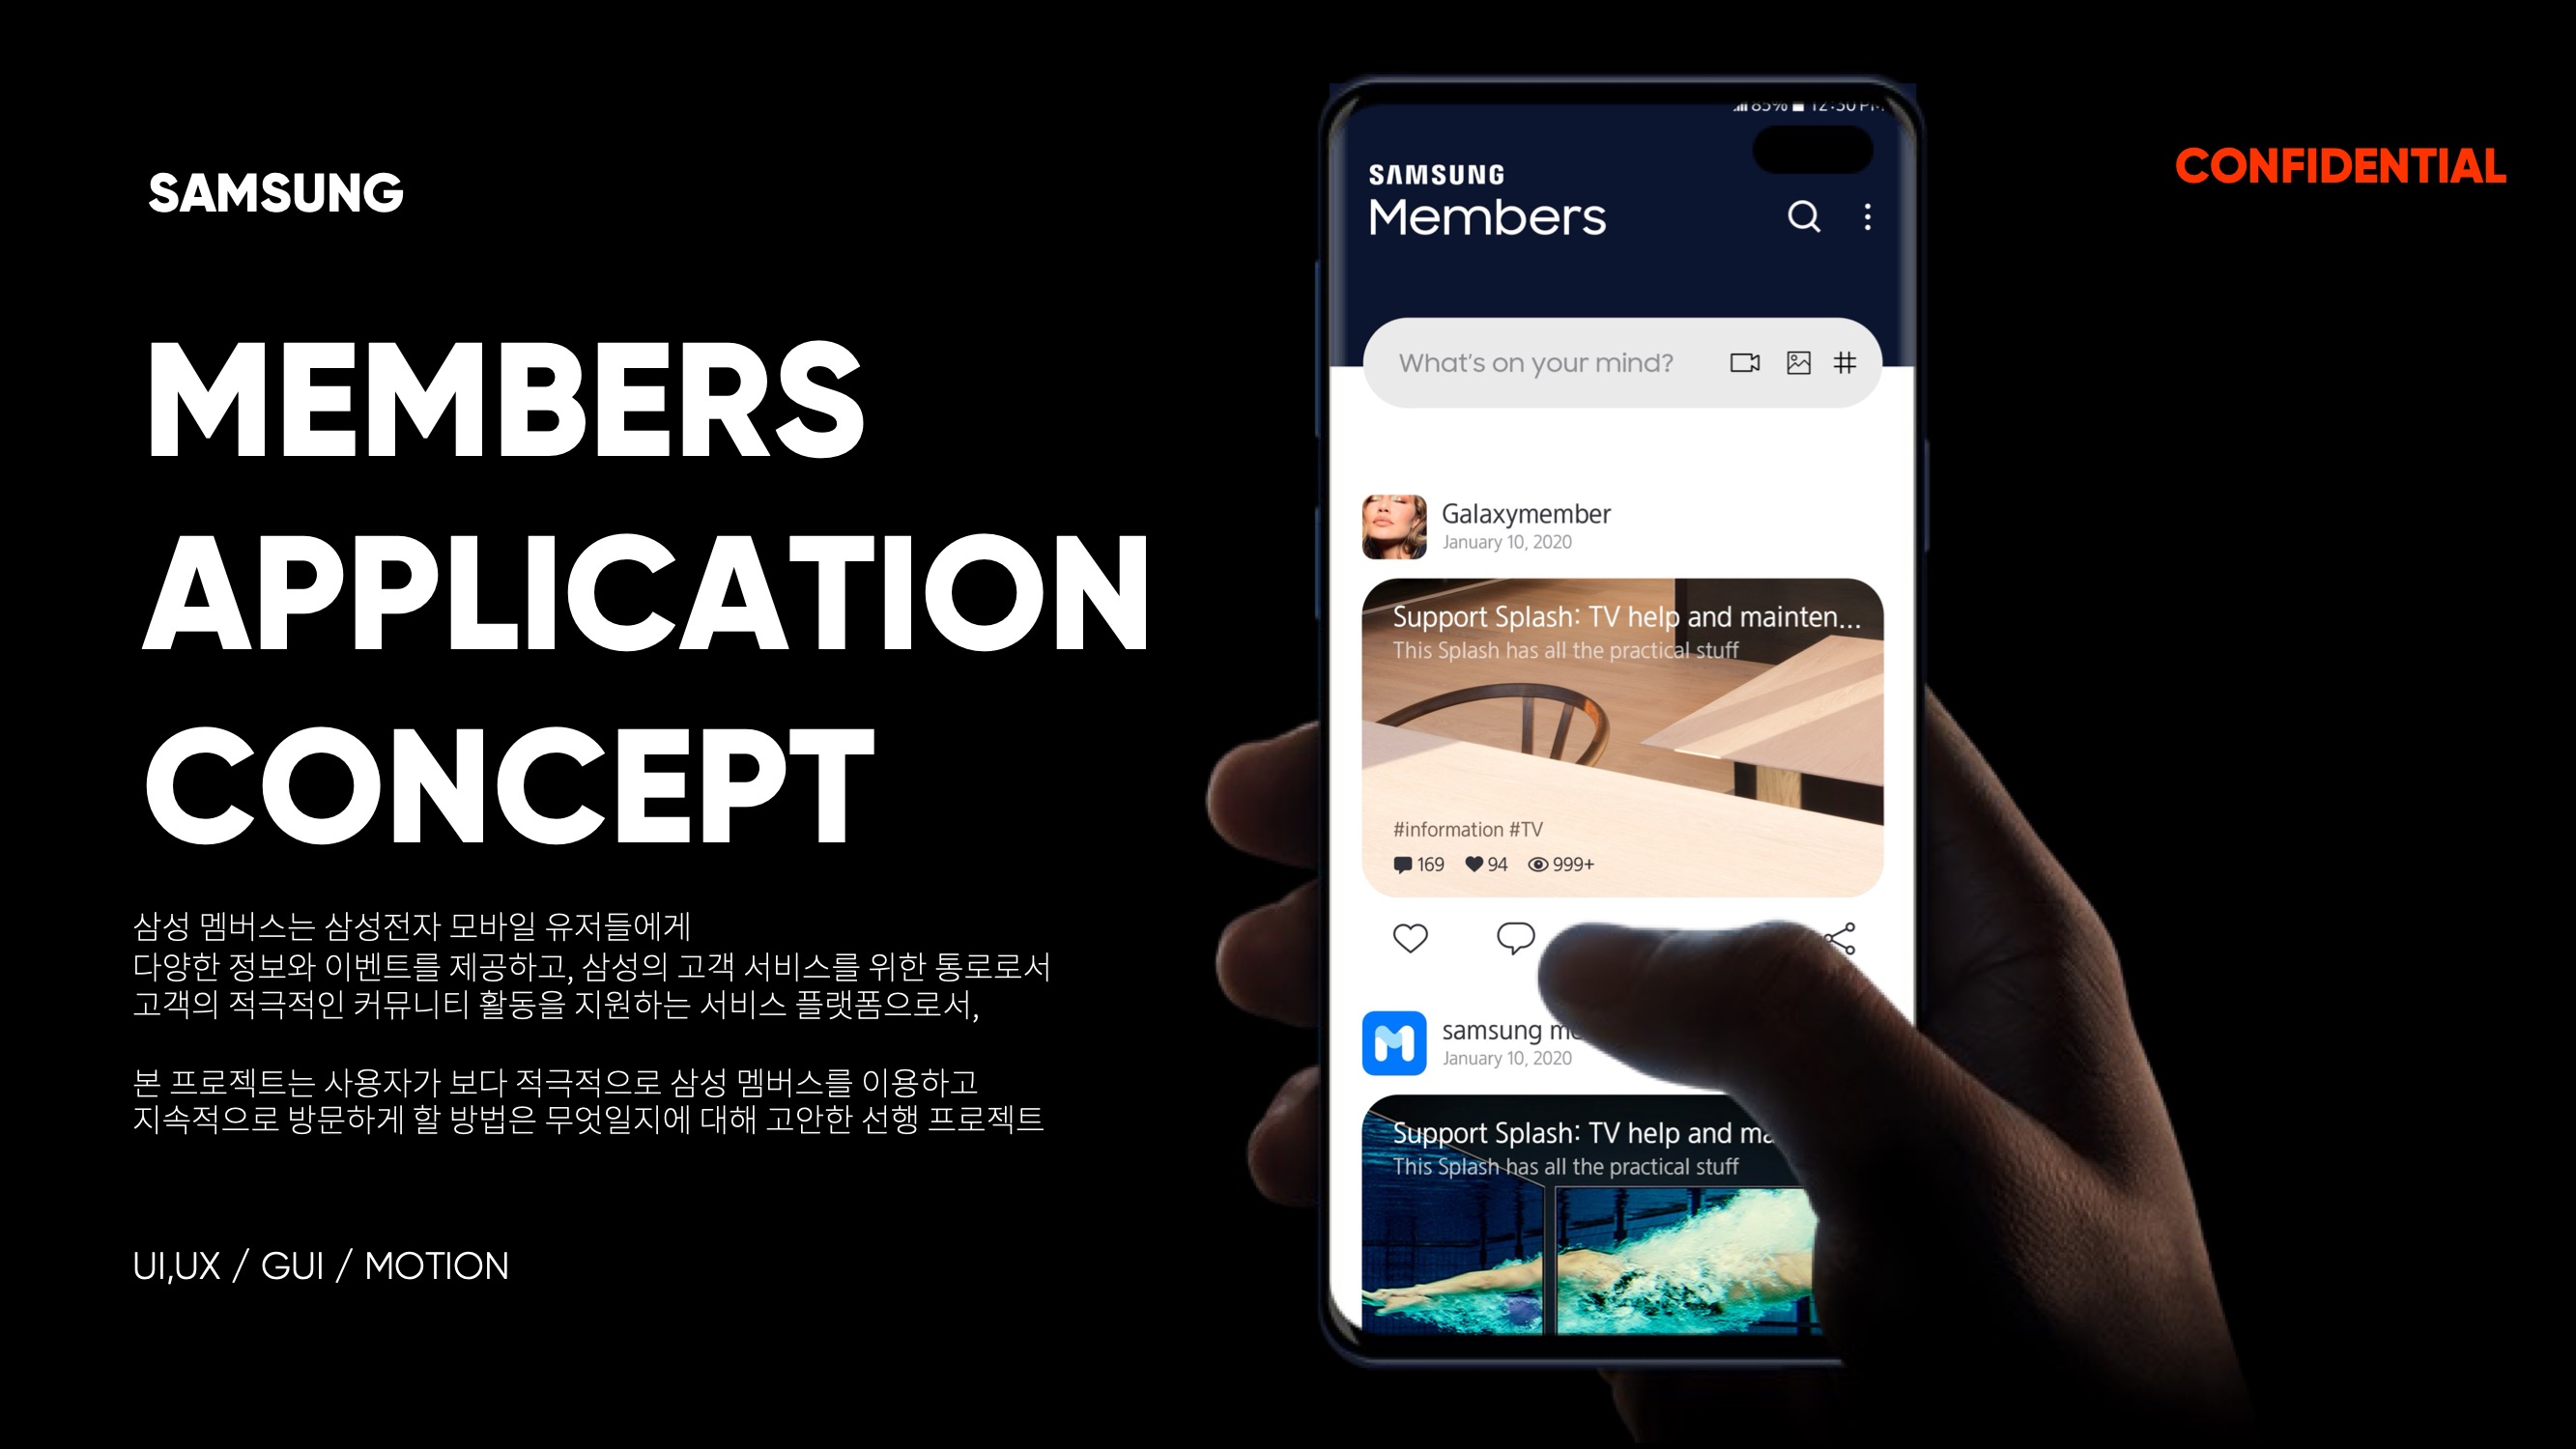 SAMSUNG
CONFIDENTIAL
MEMBERS
APPLICATION
CONCEPT
삼성 멤버스는 삼성전자 모바일 유저들에게
다양한 정보와 이벤트를 제공하고, 삼성의 고객 서비스를 위한 통로로서
고객의 적극적인 커뮤니티 활동을 지원하는 서비스 플랫폼으로서,
본 프로젝트는 사용자가 보다 적극적으로 삼성 멤버스를 이용하고
지속적으로 방문하게 할 방법은 무엇일지에 대해 고안한 선행 프로젝트
UI,UX / GUI / MOTION
85% 12:30 PM
SAMSUNG
Members
What's on your mind?
Galaxymember
January 10, 2020
Support Splash: TV help and mainten...
This Splash has all the practical stuff
#information #TV
169 94 999+
samsung
January 10, 2020
Support Splash: TV help and
This Splash has all the practical stuff